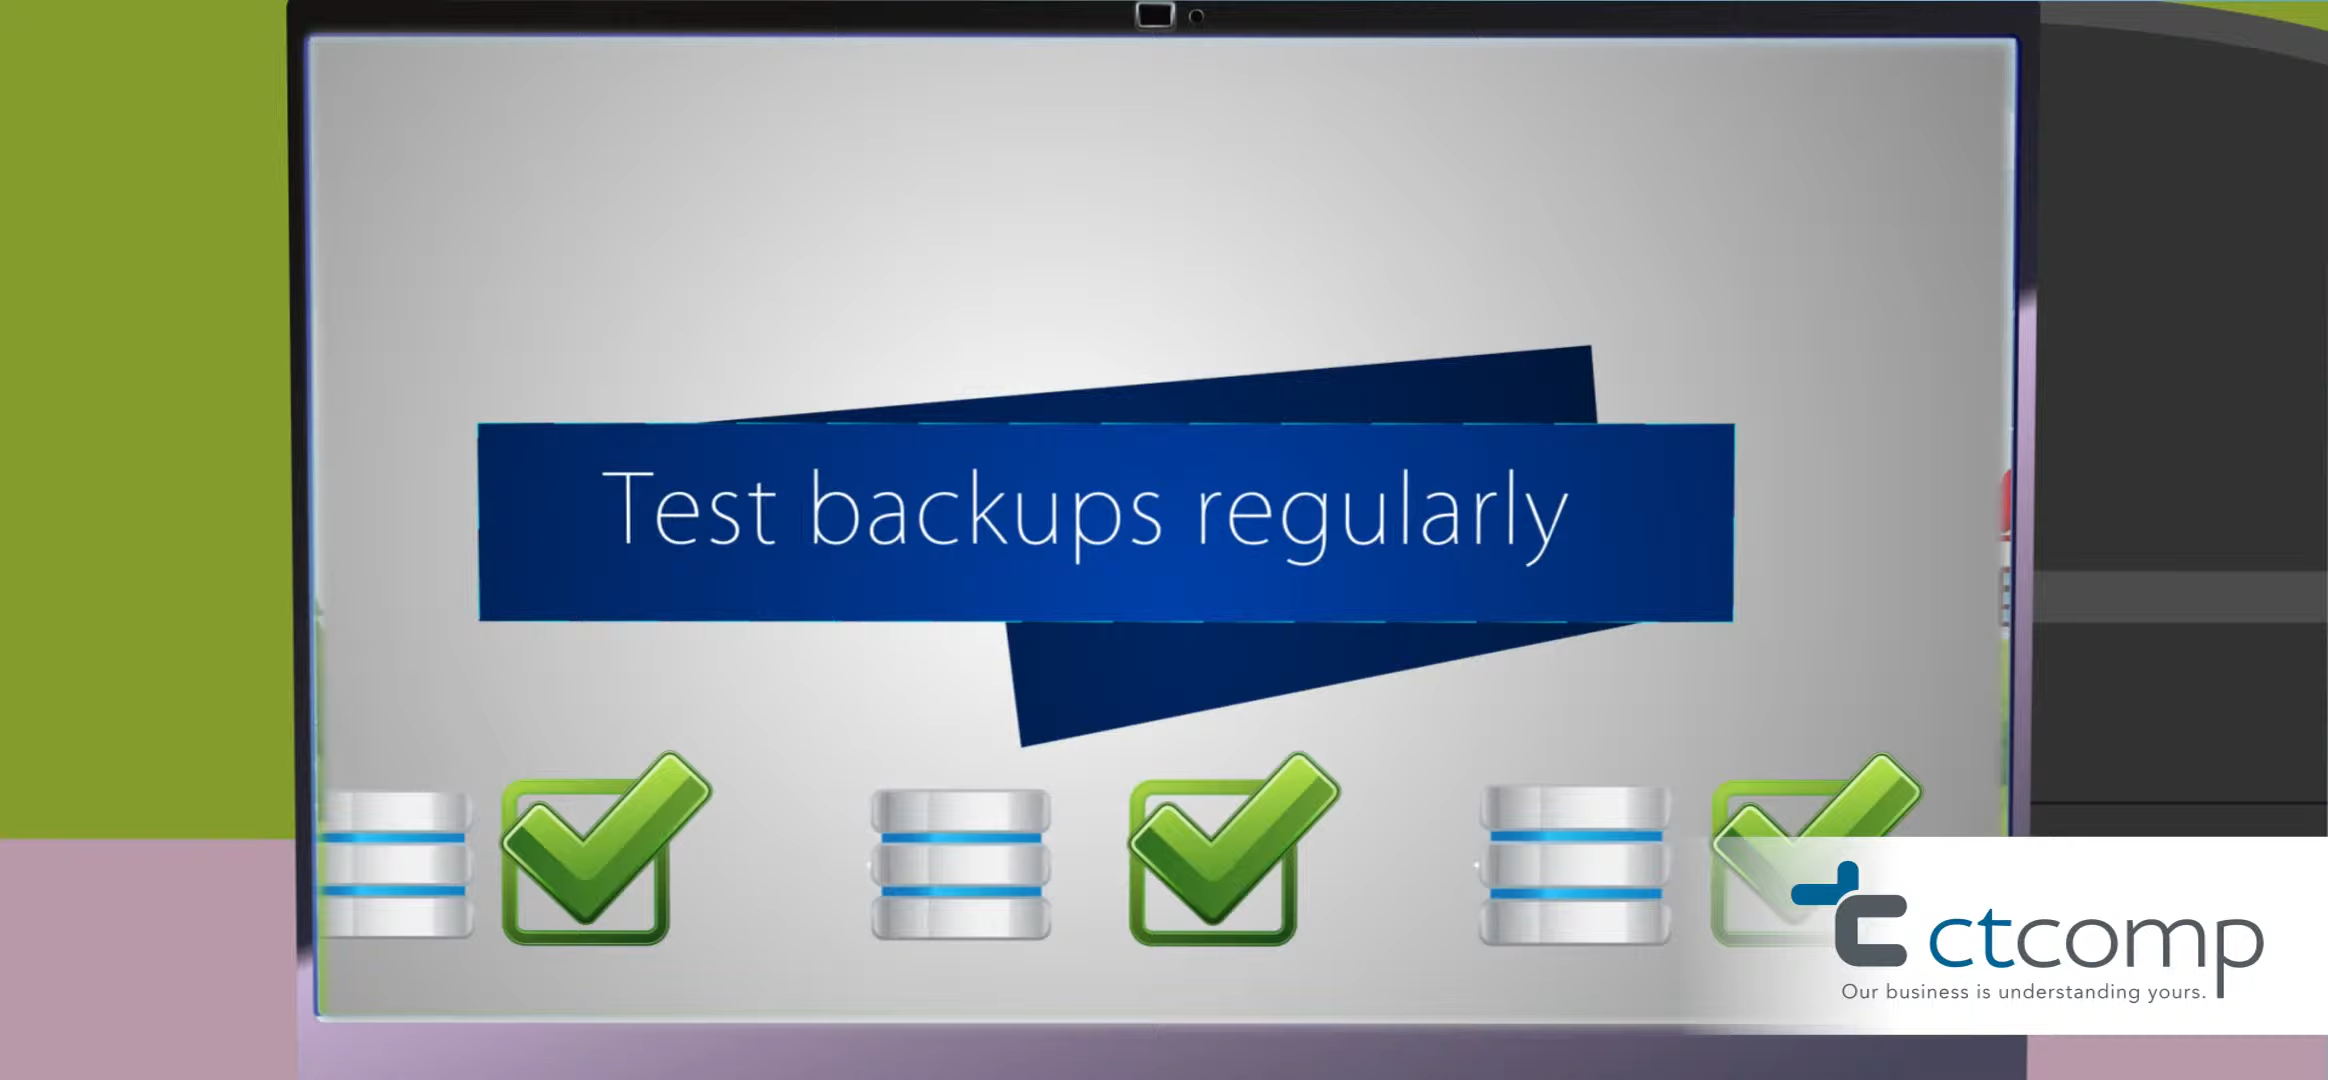 Test backups regularly
ctcomp
Our business is understanding yours.